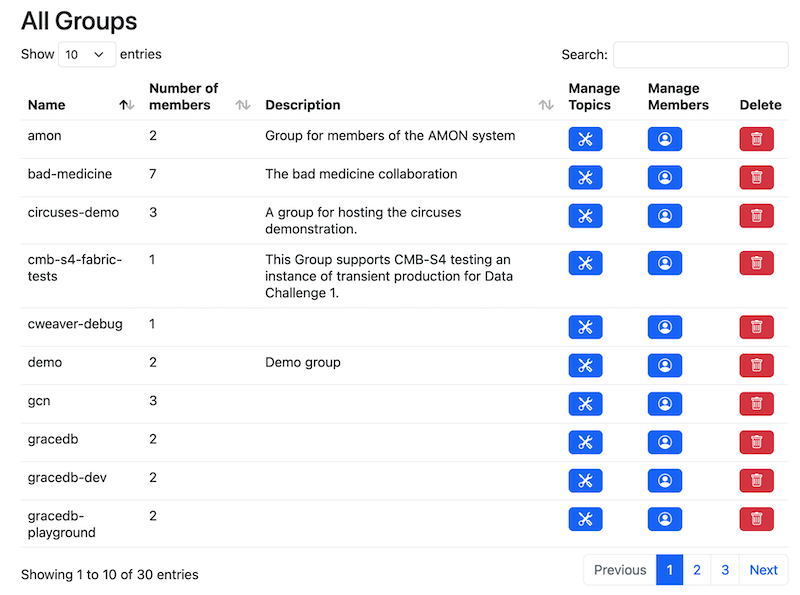 All Groups
Show 10 entries
Search:
Name
Number of
members
Description
Manage
Topics
Manage
Members
Delete
amon 2 Group for members of the AMON system
bad-medicine 7 The bad medicine collaboration
circuses-demo 3 A group for hosting the circuses
demonstration.
cmb-s4-fabric-
tests
1
This Group supports CMB-S4 testing an
instance of transient production for Data
Challenge 1.
cweaver-debug 1
demo 2 Demo group
gcn 3
gracedb 2
gracedb-dev 2
gracedb-
playground
2
Showing 1 to 10 of 30 entries
Previous 1 2 3 Next